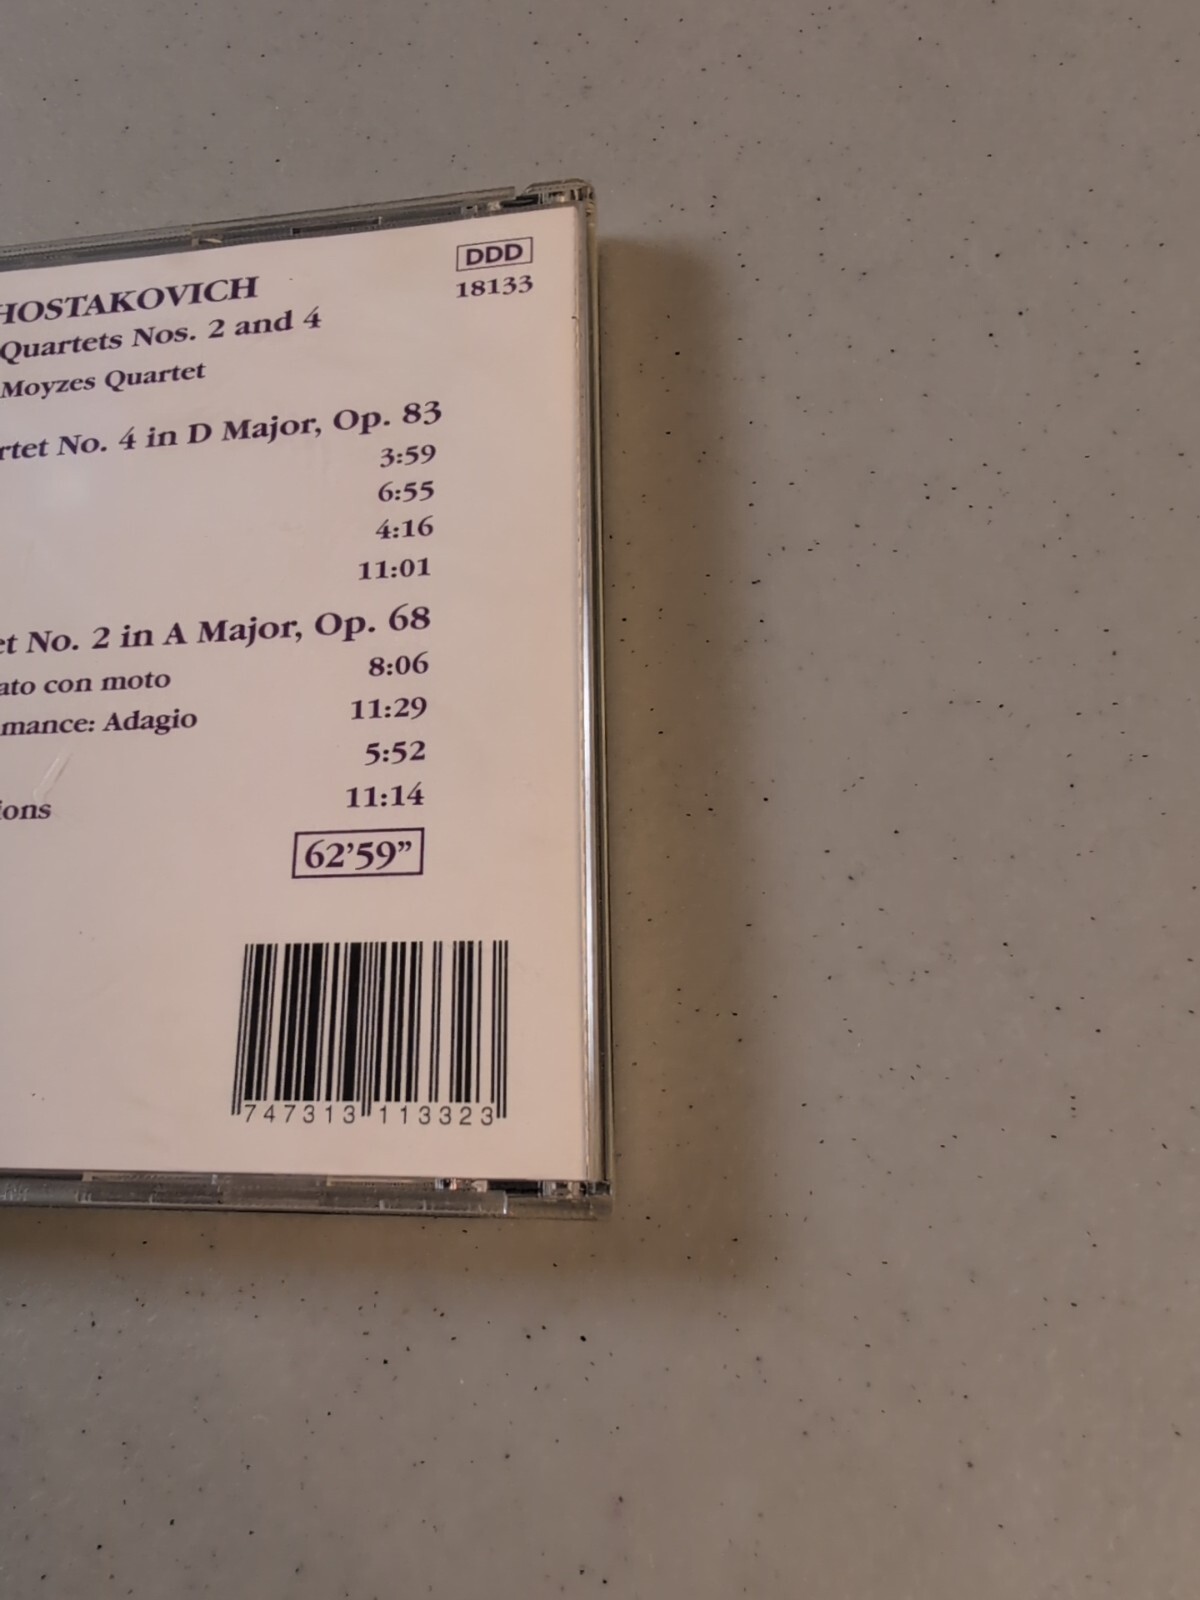 DDD
18133
HOSTAKOVICH
Quartets Nos. 2 and 4
Moyzes Quartet
rtet No. 4 in D Major, Op. 83
3:59
6:55
4:16
11:01
et No. 2 in A Major, Op. 68
ato con moto 8:06
mance: Adagio 11:29
5:52
ions 11:14
62’59”
747313 113323